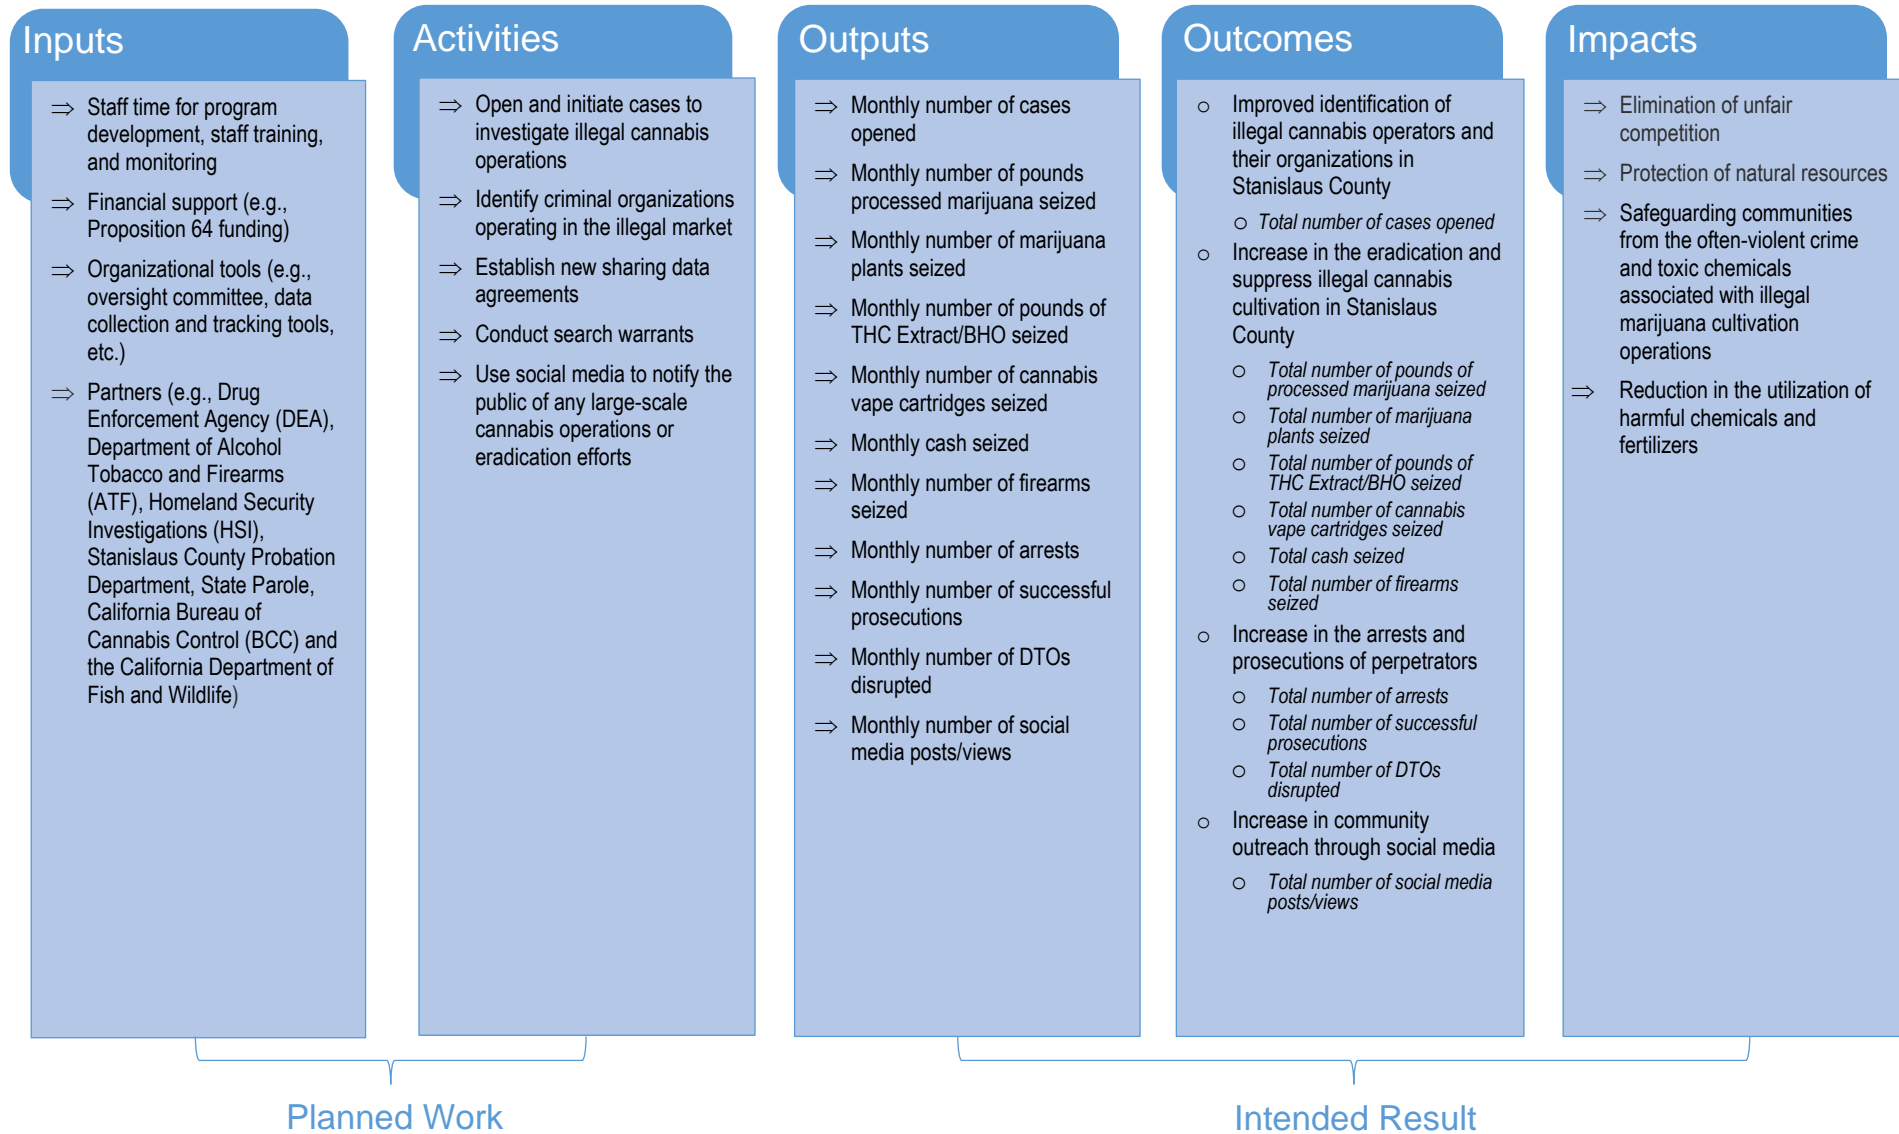 Inputs
Staff time for program
development, staff training,
and monitoring
Financial support (e.g.,
Proposition 64 funding)
Organizational tools (e.g.,
oversight committee, data
collection and tracking tools,
etc.)
Partners (e.g., Drug
Enforcement Agency (DEA),
Department of Alcohol
Tobacco and Firearms
(ATF), Homeland Security
Investigations (HSI),
Stanislaus County Probation
Department, State Parole,
California Bureau of
Cannabis Control (BCC) and
the California Department of
Fish and Wildlife)
Activities
Open and initiate cases to
investigate illegal cannabis
operations
Identify criminal organizations
operating in the illegal market
Establish new sharing data
agreements
Conduct search warrants
Use social media to notify the
public of any large-scale
cannabis operations or
eradication efforts
Outputs
Monthly number of cases
opened
Monthly number of pounds
processed marijuana seized
Monthly number of marijuana
plants seized
Monthly number of pounds of
THC Extract/BHO seized
Monthly number of cannabis
vape cartridges seized
Monthly cash seized
Monthly number of firearms
seized
Monthly number of arrests
Monthly number of successful
prosecutions
Monthly number of DTOs
disrupted
Monthly number of social
media posts/views
Outcomes
Improved identification of
illegal cannabis operators and
their organizations in
Stanislaus County
Total number of cases opened
Increase in the eradication and
suppress illegal cannabis
cultivation in Stanislaus
County
Total number of pounds of
processed marijuana seized
Total number of marijuana
plants seized
Total number of pounds of
THC Extract/BHO seized
Total number of cannabis
vape cartridges seized
Total cash seized
Total number of firearms
seized
Increase in the arrests and
prosecutions of perpetrators
Total number of arrests
Total number of successful
prosecutions
Total number of DTOs
disrupted
Increase in community
outreach through social media
Total number of social media
posts/views
Impacts
Elimination of unfair
competition
Protection of natural resources
Safeguarding communities
from the often-violent crime
and toxic chemicals
associated with illegal
marijuana cultivation
operations
Reduction in the utilization of
harmful chemicals and
fertilizers
Planned Work
Intended Result